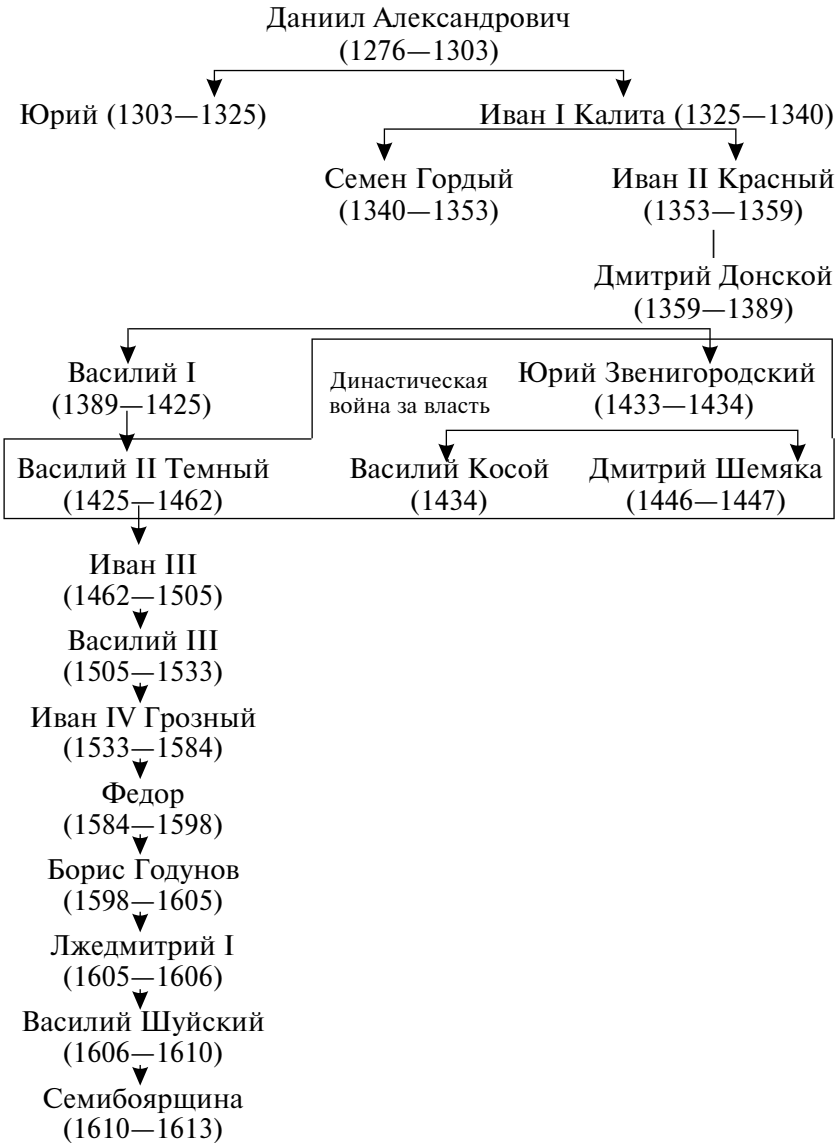 Даниил Александрович
(1276—1303)
Юрий (1303—1325)
Иван I Калита (1325—1340)
Семен Гордый
(1340—1353)
Иван II Красный
(1353—1359)
Дмитрий Донской
(1359—1389)
Василий I
(1389—1425)
Династическая
война за власть
Юрий Звенигородский
(1433—1434)
Василий II Темный
(1425—1462)
Василий Косой
(1434)
Дмитрий Шемяка
(1446—1447)
Иван III
(1462—1505)
Василий III
(1505—1533)
Иван IV Грозный
(1533—1584)
Федор
(1584—1598)
Борис Годунов
(1598—1605)
Лжедмитрий I
(1605—1606)
Василий Шуйский
(1606—1610)
Семибоярщина
(1610—1613)